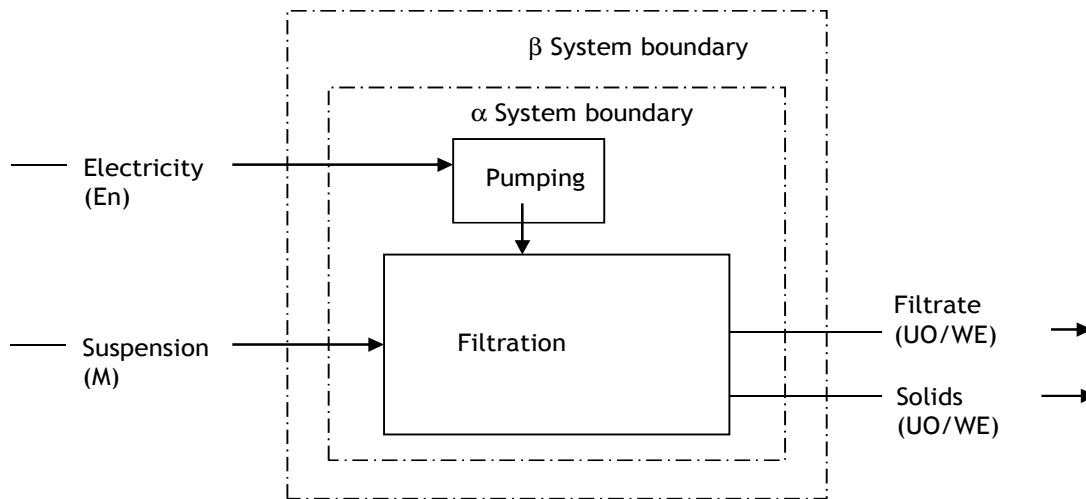 β System boundary
α System boundary
Electricity
(En)
Pumping
Suspension
(M)
Filtration
Filtrate
(UO/WE)
Solids
(UO/WE)